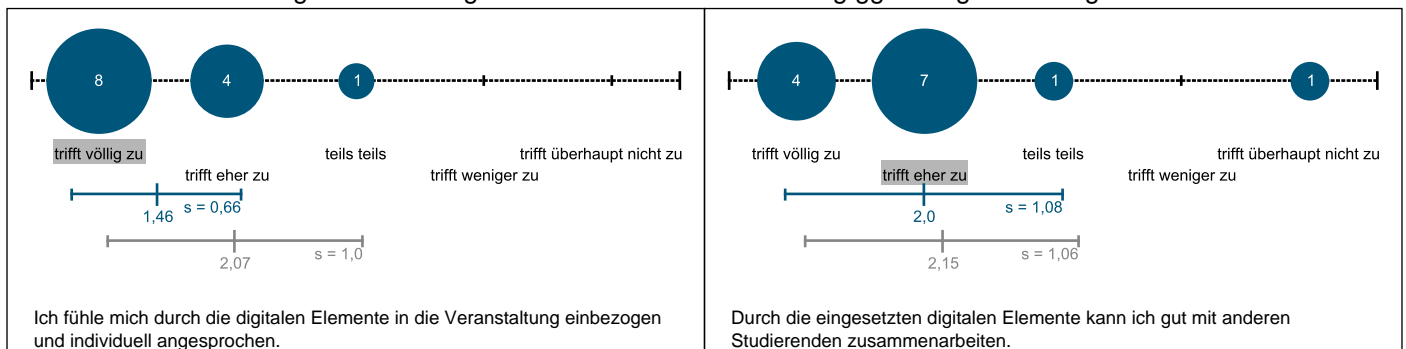 8
4
1
trifft völlig zu
teils teils
trifft überhaupt nicht zu
trifft eher zu
trifft weniger zu
s = 0,66
1,46
s = 1,0
2,07
Ich fühle mich durch die digitalen Elemente in die Veranstaltung einbezogen
und individuell angesprochen.
4
7
1
1
trifft völlig zu
teils teils
trifft überhaupt nicht zu
trifft eher zu
trifft weniger zu
s = 1,08
2,0
s = 1,06
2,15
Durch die eingesetzten digitalen Elemente kann ich gut mit anderen
Studierenden zusammenarbeiten.